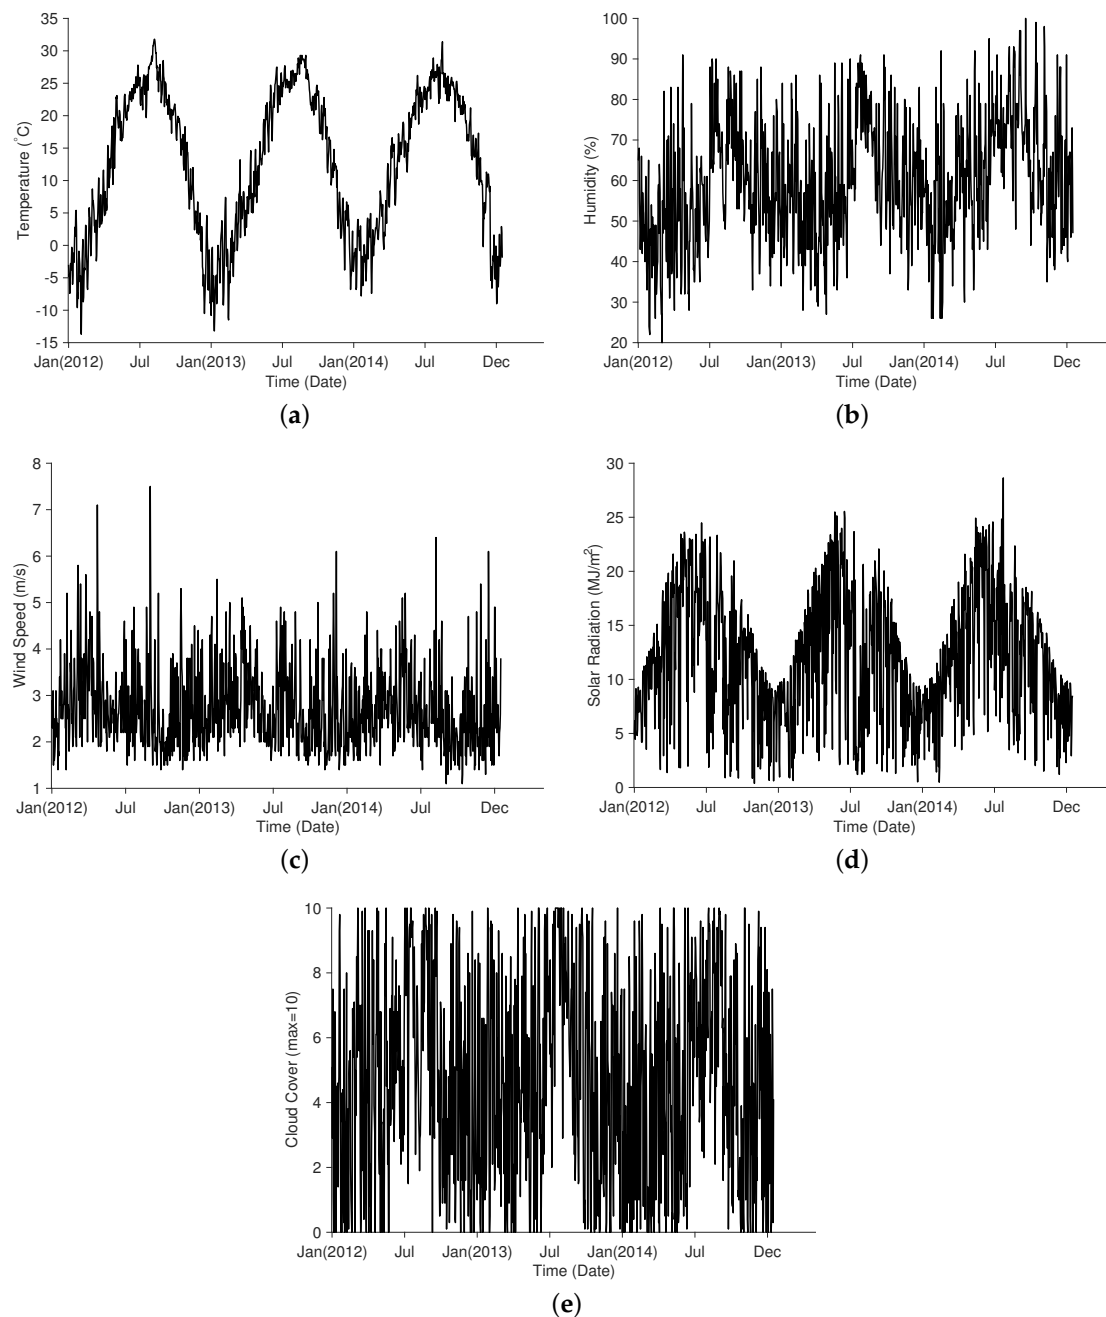 35
30
25
20
15
10
5
0
-5
-10
-15
Temperature (°C)
Jan(2012) Jul Jan(2013) Jul Jan(2014) Jul Dec
Time (Date)
(a)
100
90
80
70
60
50
40
30
20
Humidity (%)
Jan(2012) Jul Jan(2013) Jul Jan(2014) Jul Dec
Time (Date)
(b)
8
7
6
5
4
3
2
1
Wind Speed (m/s)
Jan(2012) Jul Jan(2013) Jul Jan(2014) Jul Dec
Time (Date)
(c)
30
25
20
15
10
5
0
Solar Radiation (MJ/m²)
Jan(2012) Jul Jan(2013) Jul Jan(2014) Jul Dec
Time (Date)
(d)
10
8
6
4
2
0
Cloud Cover (max=10)
Jan(2012) Jul Jan(2013) Jul Jan(2014) Jul Dec
Time (Date)
(e)